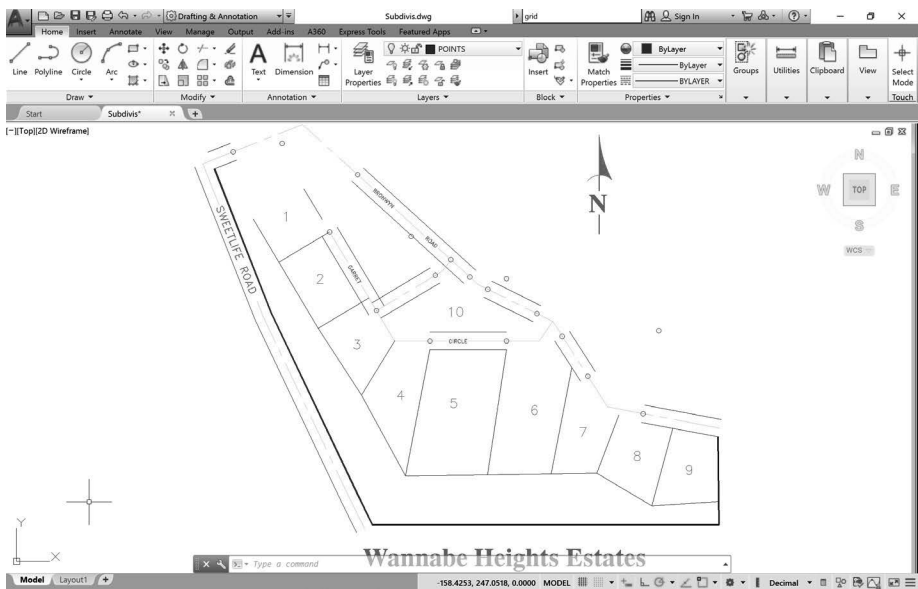 A
Drafting & Annotation
Subdivis.dwg
grid
Sign In
Home Insert Annotate View Manage Output Add-ins A360 Express Tools Featured Apps
Line Polyline Circle Arc
Text Dimension
Layer Properties
POINTS
Insert
Match Properties
ByLayer
ByLayer
BYLAYER
Groups Utilities Clipboard View Select Mode
Draw Modify Annotation Layers Block Properties Touch
Start Subdivis* +
[−][Top][2D Wireframe]
N
W TOP E
S
WCS
N
SWEETLIFE ROAD
BRONWYN ROAD
GARRET
CIRCLE
1
2
3
4
5
6
7
8
9
10
Y
X
Type a command
Wannabe Heights Estates
Model Layout1 +
-158.4253, 247.0518, 0.0000 MODEL Decimal